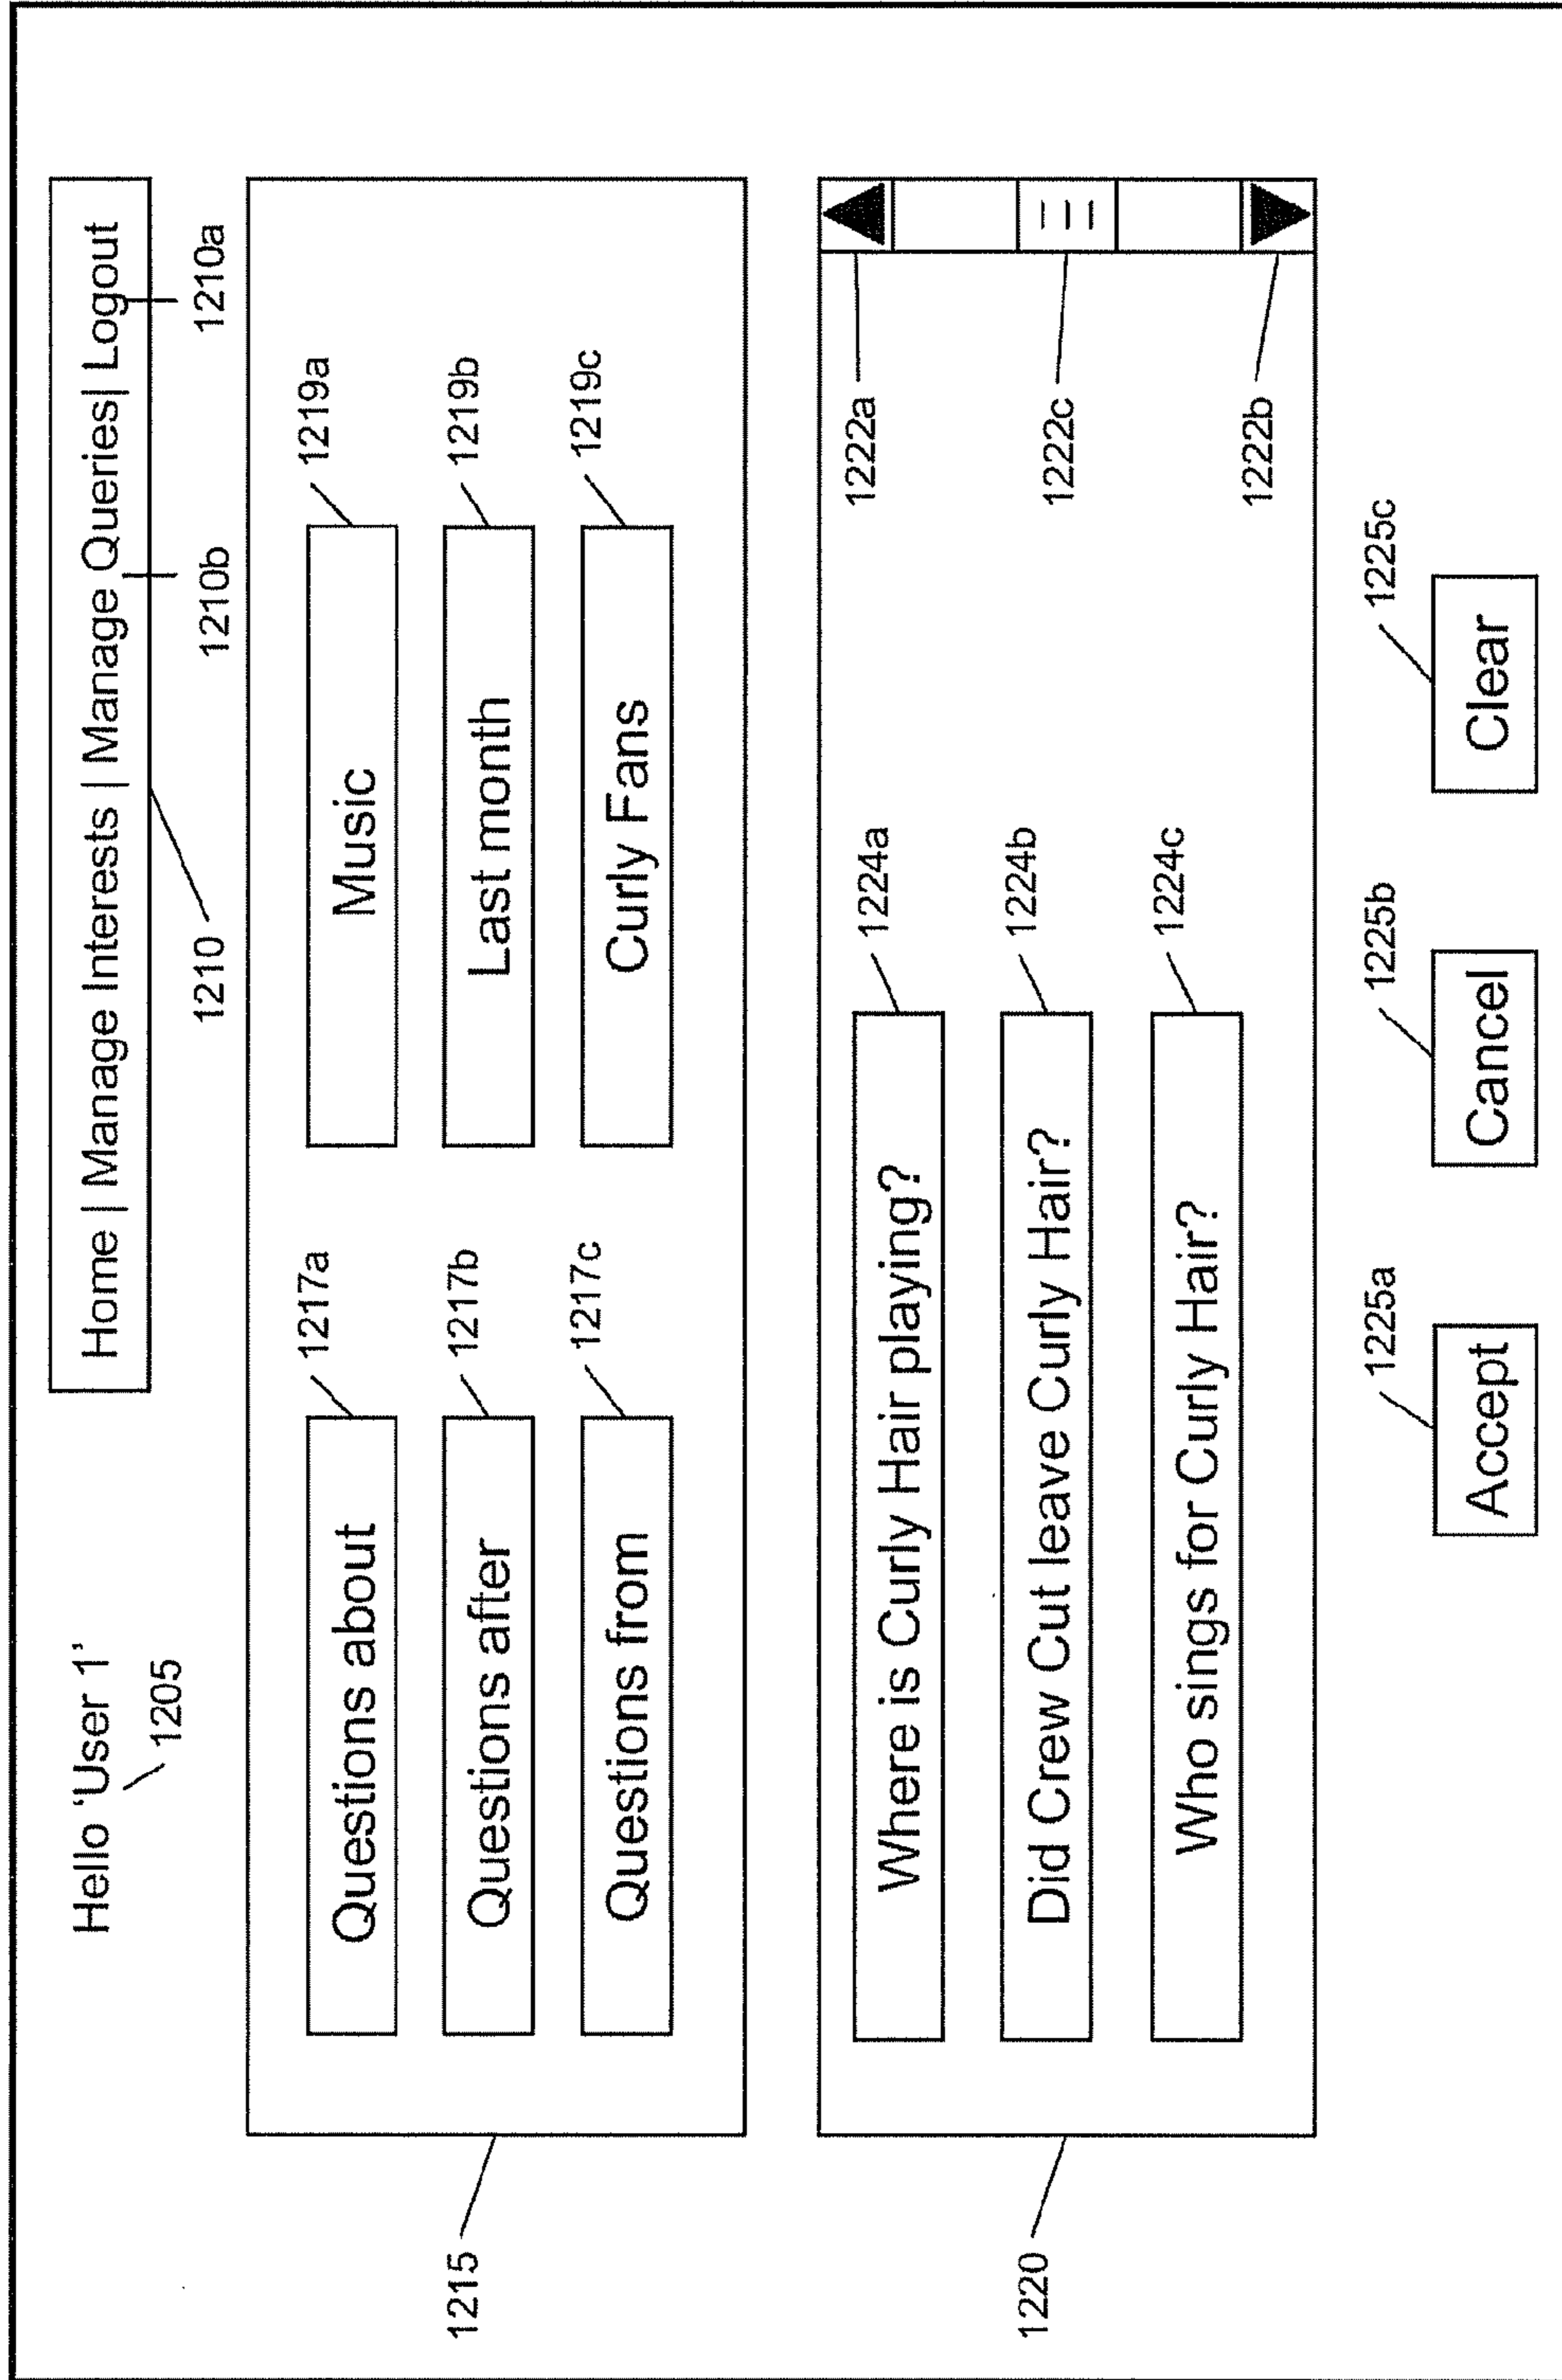 Hello 'User 1'
1205
Home | Manage Interests | Manage Queries| Logout
1210
1210b
1210a
1215
Questions about
1217a
Music
1219a
Questions after
1217b
Last month
1219b
Questions from
1217c
Curly Fans
1219c
1220
Where is Curly Hair playing?
1224a
1222a
Did Crew Cut leave Curly Hair?
1224b
1222c
Who sings for Curly Hair?
1224c
1222b
Accept
1225a
Cancel
1225b
Clear
1225c